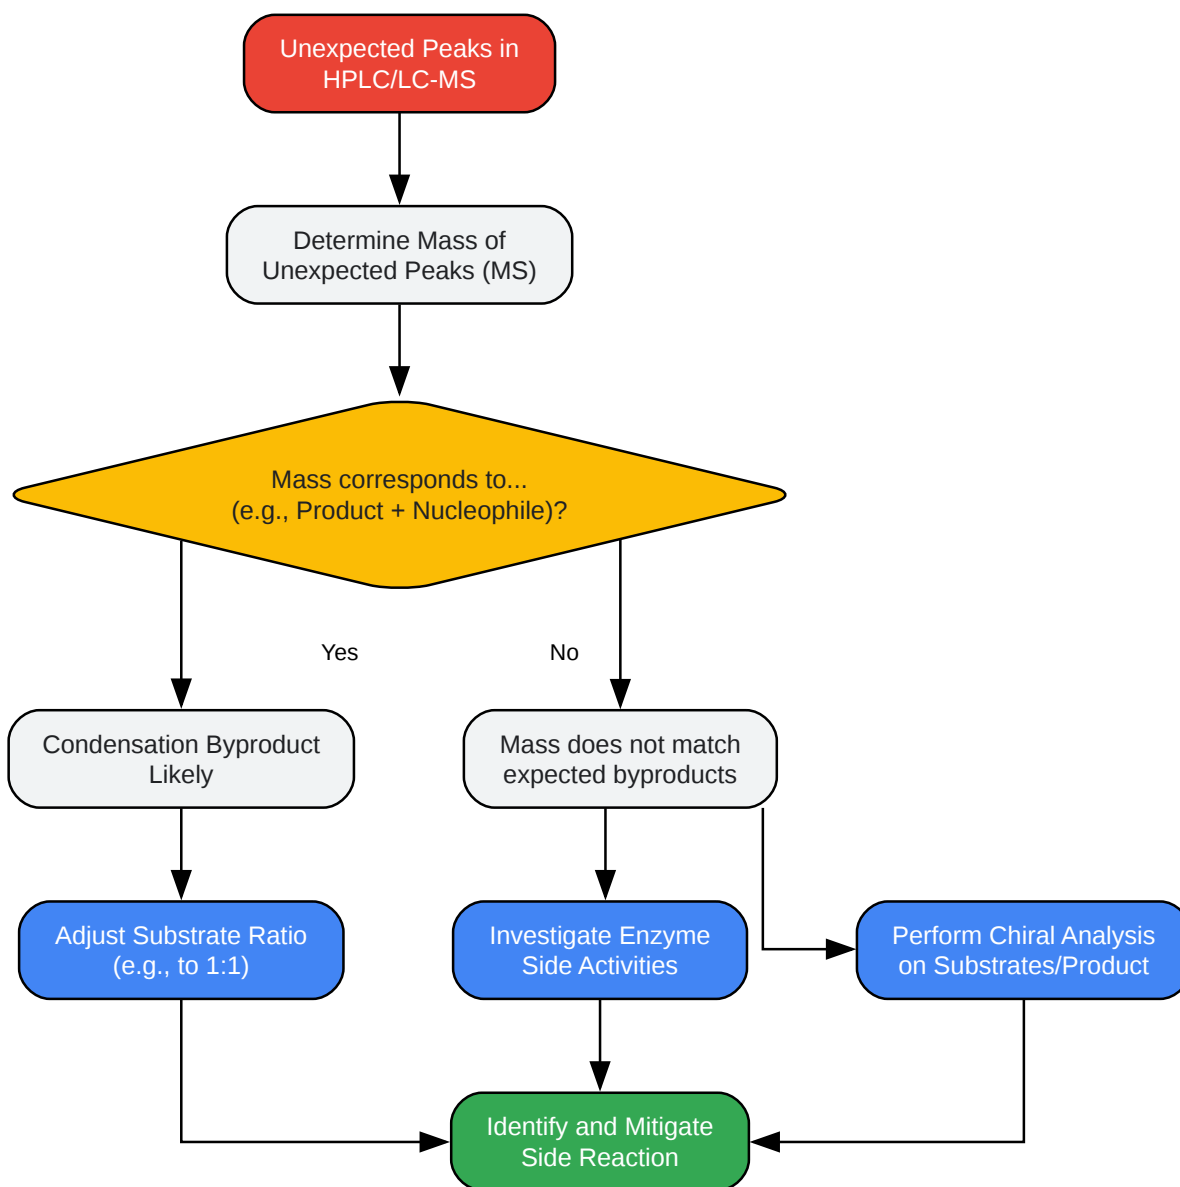 Unexpected Peaks in
HPLC/LC-MS
Determine Mass of
Unexpected Peaks (MS)
Mass corresponds to...
(e.g., Product + Nucleophile)?
Yes
No
Condensation Byproduct
Likely
Mass does not match
expected byproducts
Adjust Substrate Ratio
(e.g., to 1:1)
Investigate Enzyme
Side Activities
Perform Chiral Analysis
on Substrates/Product
Identify and Mitigate
Side Reaction